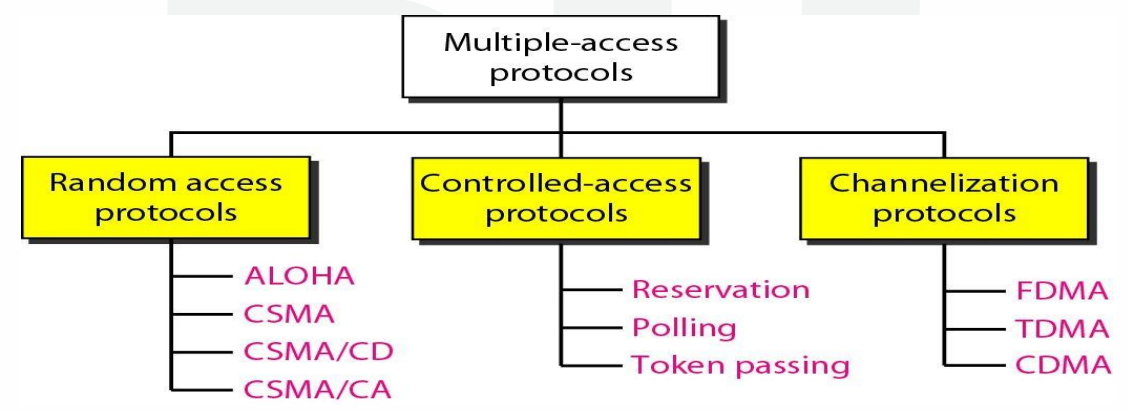 Multiple-access
protocols
Random access
protocols
Controlled-access
protocols
Channelization
protocols
ALOHA
CSMA
CSMA/CD
CSMA/CA
Reservation
Polling
Token passing
FDMA
TDMA
CDMA